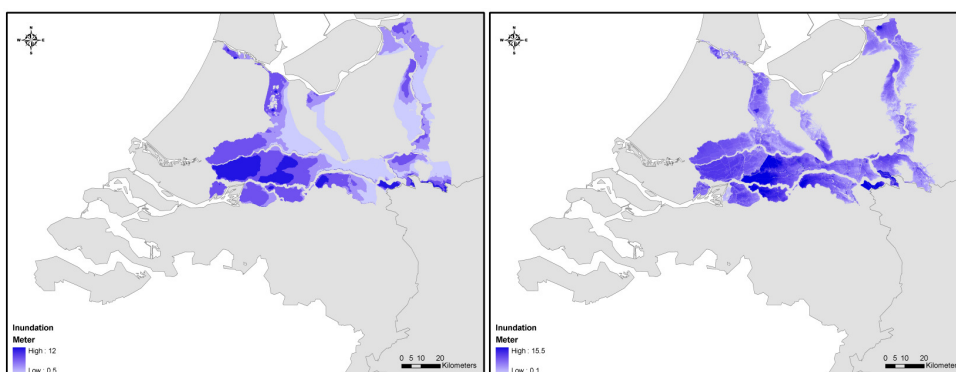 N
W E
S
Inundation
Meter
High : 12
Low : 0.5
0 5 10 20
Kilometers
N
W E
S
Inundation
Meter
High : 15.5
Low : 0.1
0 5 10 20
Kilometers